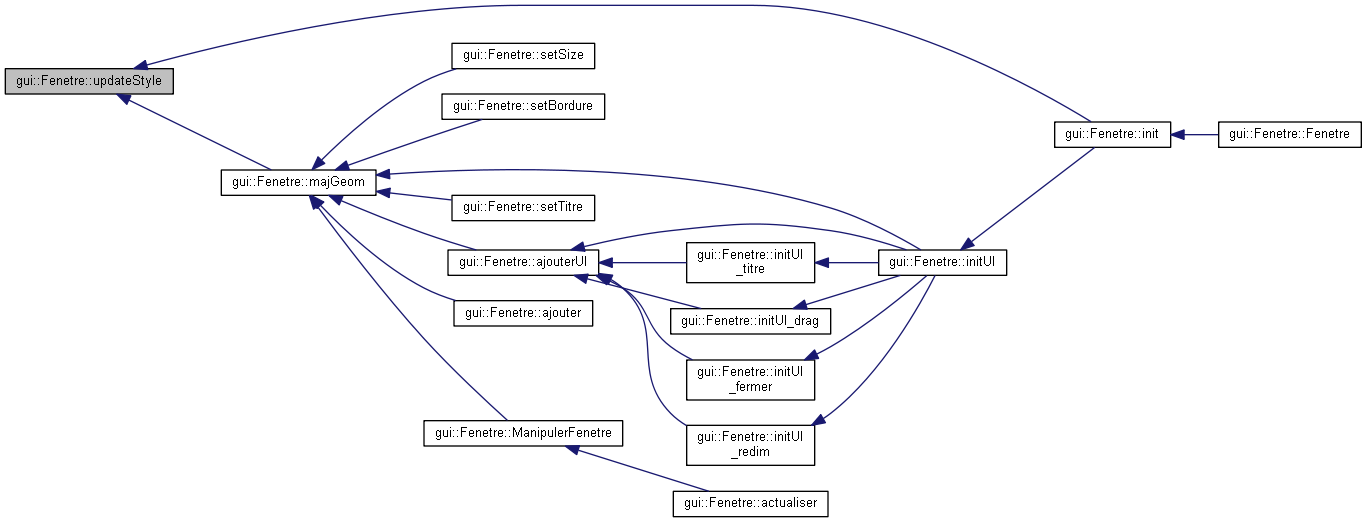 gui::Fenetre::updateStyle
gui::Fenetre::setSize
gui::Fenetre::setBordure
gui::Fenetre::init
gui::Fenetre::Fenetre
gui::Fenetre::majGeom
gui::Fenetre::setTitre
gui::Fenetre::ajouterUI
gui::Fenetre::initUI
_titre
gui::Fenetre::initUI
gui::Fenetre::ajouter
gui::Fenetre::initUI_drag
gui::Fenetre::initUI
_fermer
gui::Fenetre::ManipulerFenetre
gui::Fenetre::initUI
_redim
gui::Fenetre::actualiser